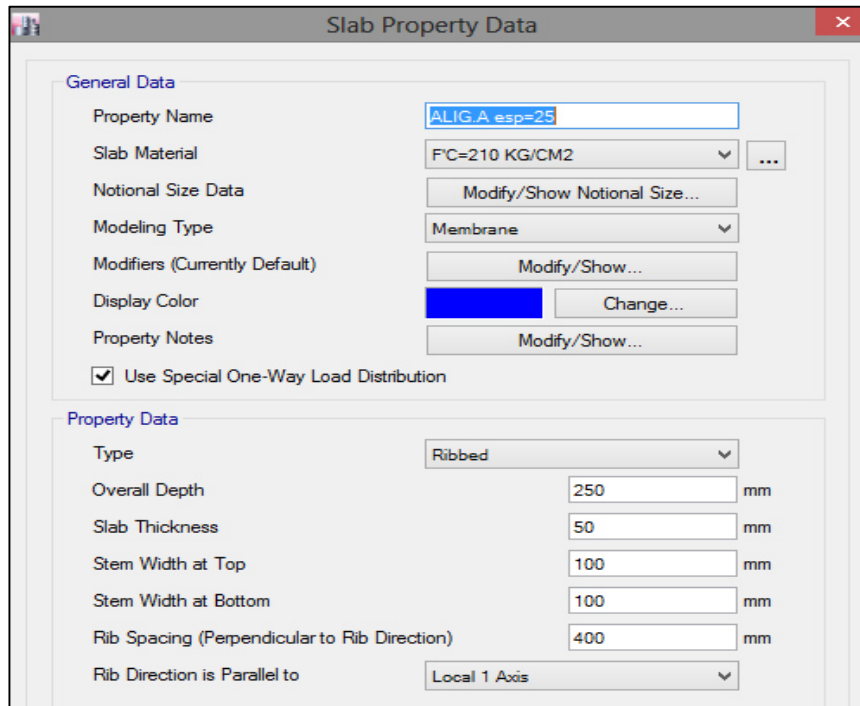 Slab Property Data
General Data
Property Name ALIG.A esp=25
Slab Material F'C=210 KG/CM2 ...
Notional Size Data Modify/Show Notional Size...
Modeling Type Membrane
Modifiers (Currently Default) Modify/Show...
Display Color Change...
Property Notes Modify/Show...
Use Special One-Way Load Distribution
Property Data
Type Ribbed
Overall Depth 250 mm
Slab Thickness 50 mm
Stem Width at Top 100 mm
Stem Width at Bottom 100 mm
Rib Spacing (Perpendicular to Rib Direction) 400 mm
Rib Direction is Parallel to Local 1 Axis